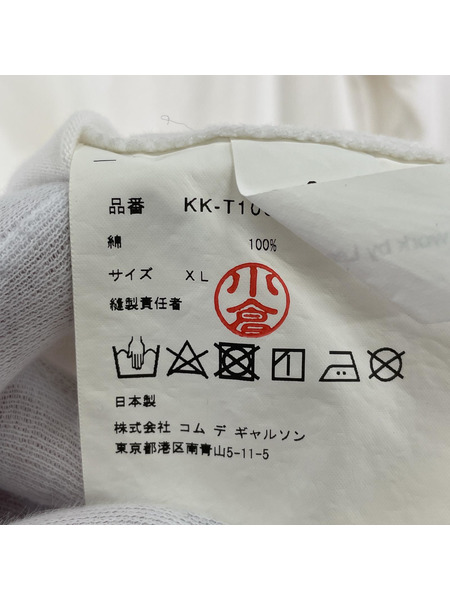 品番 KK-T10
綿 100%
サイズ XL
縫製責任者 小倉
日本製
株式会社 コム デ ギャルソン
東京都港区南青山5-11-5
work by